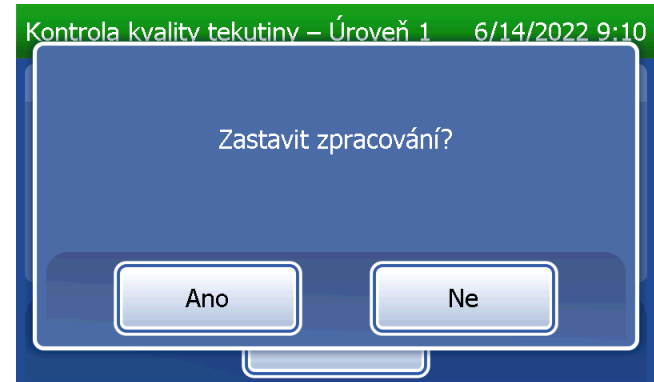 Kontrola kvality tekutiny – Úroveň 1 6/14/2022 9:10
Zastavit zpracování?
Ano Ne